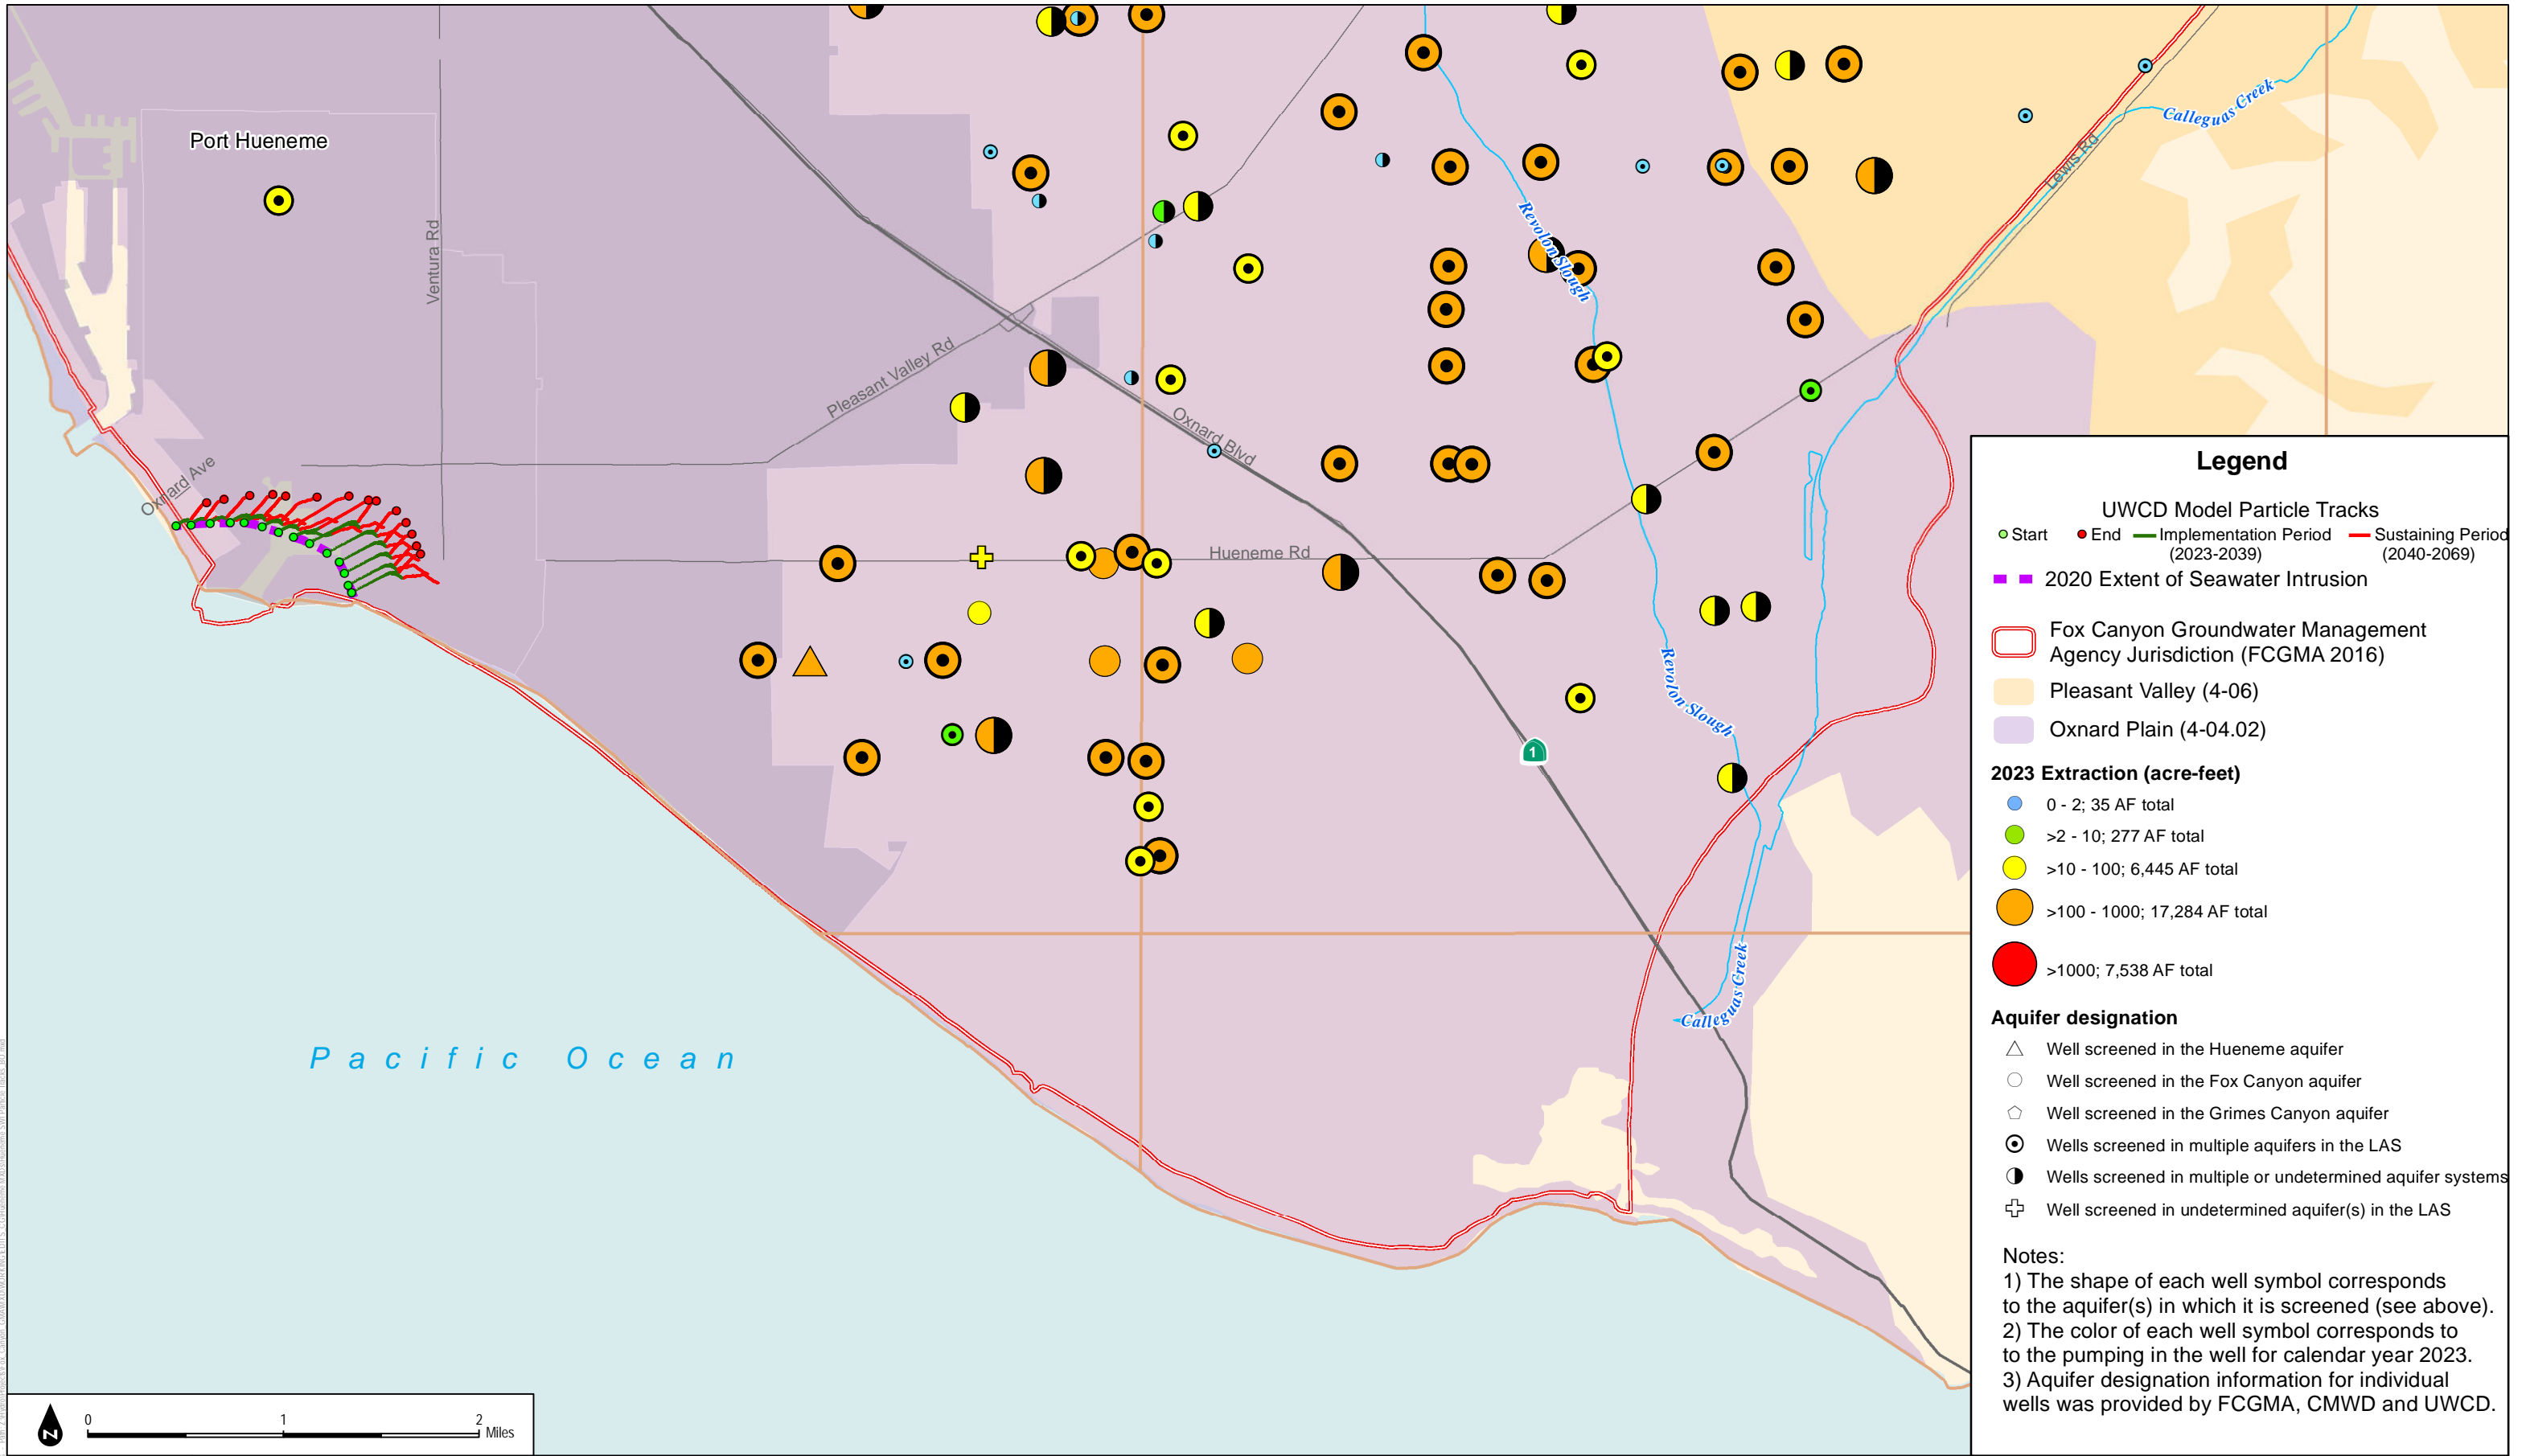 Port Hueneme
Ventura Rd
Oxnard Ave
Pleasant Valley Rd
Oxnard Blvd
Hueneme Rd
Revolon Slough
Calleguas Creek
Lewis Rd
Revolon Slough
1
Calleguas Creek
Pacific Ocean
N
0 1 2
Miles
Legend
UWCD Model Particle Tracks
Start End Implementation Period Sustaining Period
(2023-2039) (2040-2069)
2020 Extent of Seawater Intrusion
Fox Canyon Groundwater Management
Agency Jurisdiction (FCGMA 2016)
Pleasant Valley (4-06)
Oxnard Plain (4-04.02)
2023 Extraction (acre-feet)
0 - 2; 35 AF total
>2 - 10; 277 AF total
>10 - 100; 6,445 AF total
>100 - 1000; 17,284 AF total
>1000; 7,538 AF total
Aquifer designation
Well screened in the Hueneme aquifer
Well screened in the Fox Canyon aquifer
Well screened in the Grimes Canyon aquifer
Wells screened in multiple aquifers in the LAS
Wells screened in multiple or undetermined aquifer systems
Well screened in undetermined aquifer(s) in the LAS
Notes:
1) The shape of each well symbol corresponds
to the aquifer(s) in which it is screened (see above).
2) The color of each well symbol corresponds to
to the pumping in the well for calendar year 2023.
3) Aquifer designation information for individual
wells was provided by FCGMA, CMWD and UWCD.